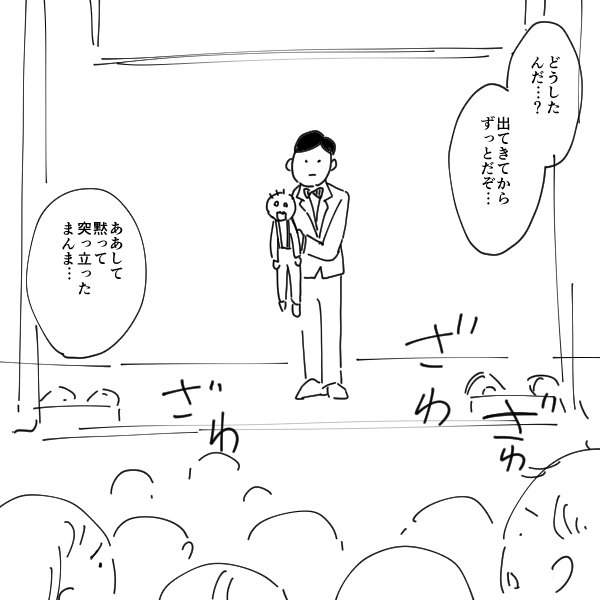 どうした
んだ…?
出てきてから
ずっとだぞ…
ああして
黙って
突っ立った
まんま…
ざわ
ざわ
ざわ